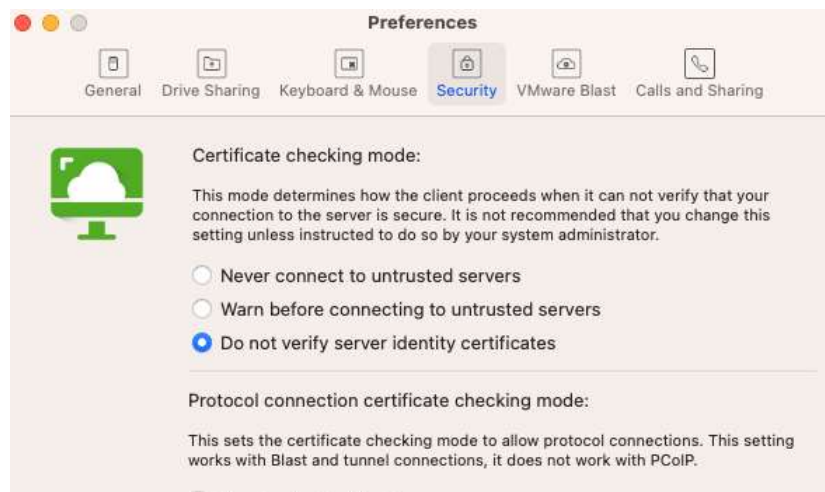 Preferences
General Drive Sharing Keyboard & Mouse Security VMware Blast Calls and Sharing
Certificate checking mode:
This mode determines how the client proceeds when it can not verify that your
connection to the server is secure. It is not recommended that you change this
setting unless instructed to do so by your system administrator.
Never connect to untrusted servers
Warn before connecting to untrusted servers
Do not verify server identity certificates
Protocol connection certificate checking mode:
This sets the certificate checking mode to allow protocol connections. This setting
works with Blast and tunnel connections, it does not work with PCoIP.